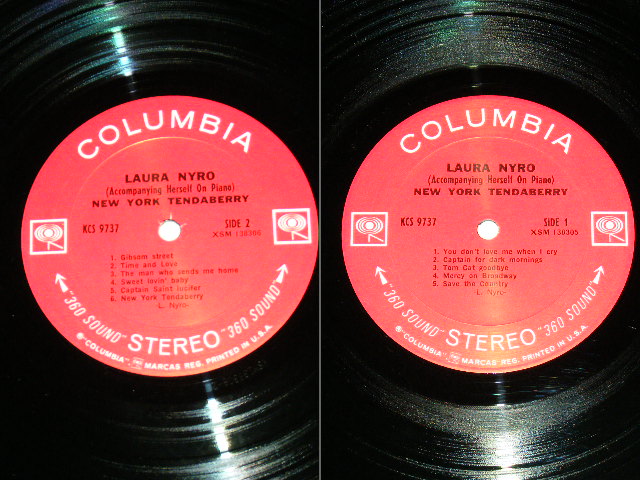 COLUMBIA
LAURA NYRO
(Accompanying Herself On Piano)
NEW YORK TENDABERRY
KCS 9737
SIDE 2
XSM 138306
1. Gibsom street
2. Time and Love
3. The man who sends me home
4. Sweet lovin' baby
5. Captain Saint lucifer
6. New York Tendaberry
-L. Nyro-
"360 SOUND" STEREO "360 SOUND"
® "COLUMBIA", MARCAS REG. PRINTED IN U.S.A.
COLUMBIA
LAURA NYRO
(Accompanying Herself On Piano)
NEW YORK TENDABERRY
KCS 9737
SIDE 1
XSM 138305
1. You don't love me when I cry
2. Captain for dark mornings
3. Tom Cat goodbye
4. Mercy on Broadway
5. Save the Country
-L. Nyro-
"360 SOUND" STEREO "360 SOUND"
® "COLUMBIA", MARCAS REG. PRINTED IN U.S.A.